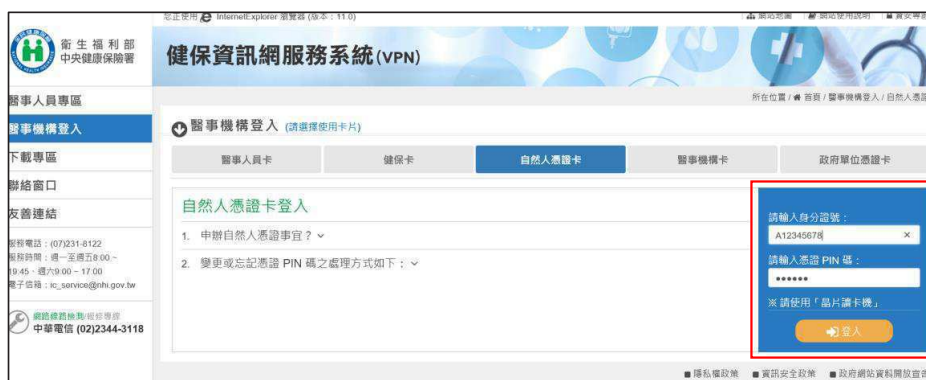 您正使用 InternetExplorer 瀏覽器 (版本：11.0)
網站地圖 網站使用說明 資安專
衛生福利部
中央健康保險署
健保資訊網服務系統(VPN)
醫事人員專區
醫事機構登入
下載專區
聯絡窗口
友善連結
服務電話：(07)231-8122
服務時間：週一至週五8:00 ~
19:45、週六9:00 ~ 17:00
電子信箱：ic_service@nhi.gov.tw
網路線路檢測/報修專線
中華電信 (02)2344-3118
所在位置 / 首頁 / 醫事機構登入 / 自然人憑證
醫事機構登入 (請選擇使用卡片)
醫事人員卡
健保卡
自然人憑證卡
醫事機構卡
政府單位憑證卡
自然人憑證卡登入
1. 申辦自然人憑證事宜？
2. 變更或忘記憑證 PIN 碼之處理方式如下：
請輸入身分證號：
A12345678
請輸入憑證 PIN 碼：
••••••
※ 請使用「晶片讀卡機」
登入
■ 隱私權政策 ■ 資訊安全政策 ■ 政府網站資料開放宣告